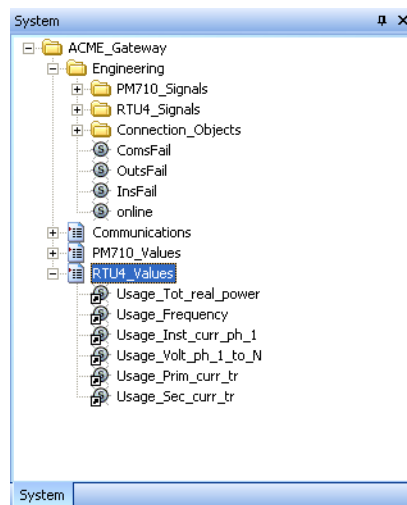 System
ACME_Gateway
Engineering
PM710_Signals
RTU4_Signals
Connection_Objects
ComsFail
OutsFail
InsFail
online
Communications
PM710_Values
RTU4_Values
Usage_Tot_real_power
Usage_Frequency
Usage_Inst_curr_ph_1
Usage_Volt_ph_1_to_N
Usage_Prim_curr_tr
Usage_Sec_curr_tr
System